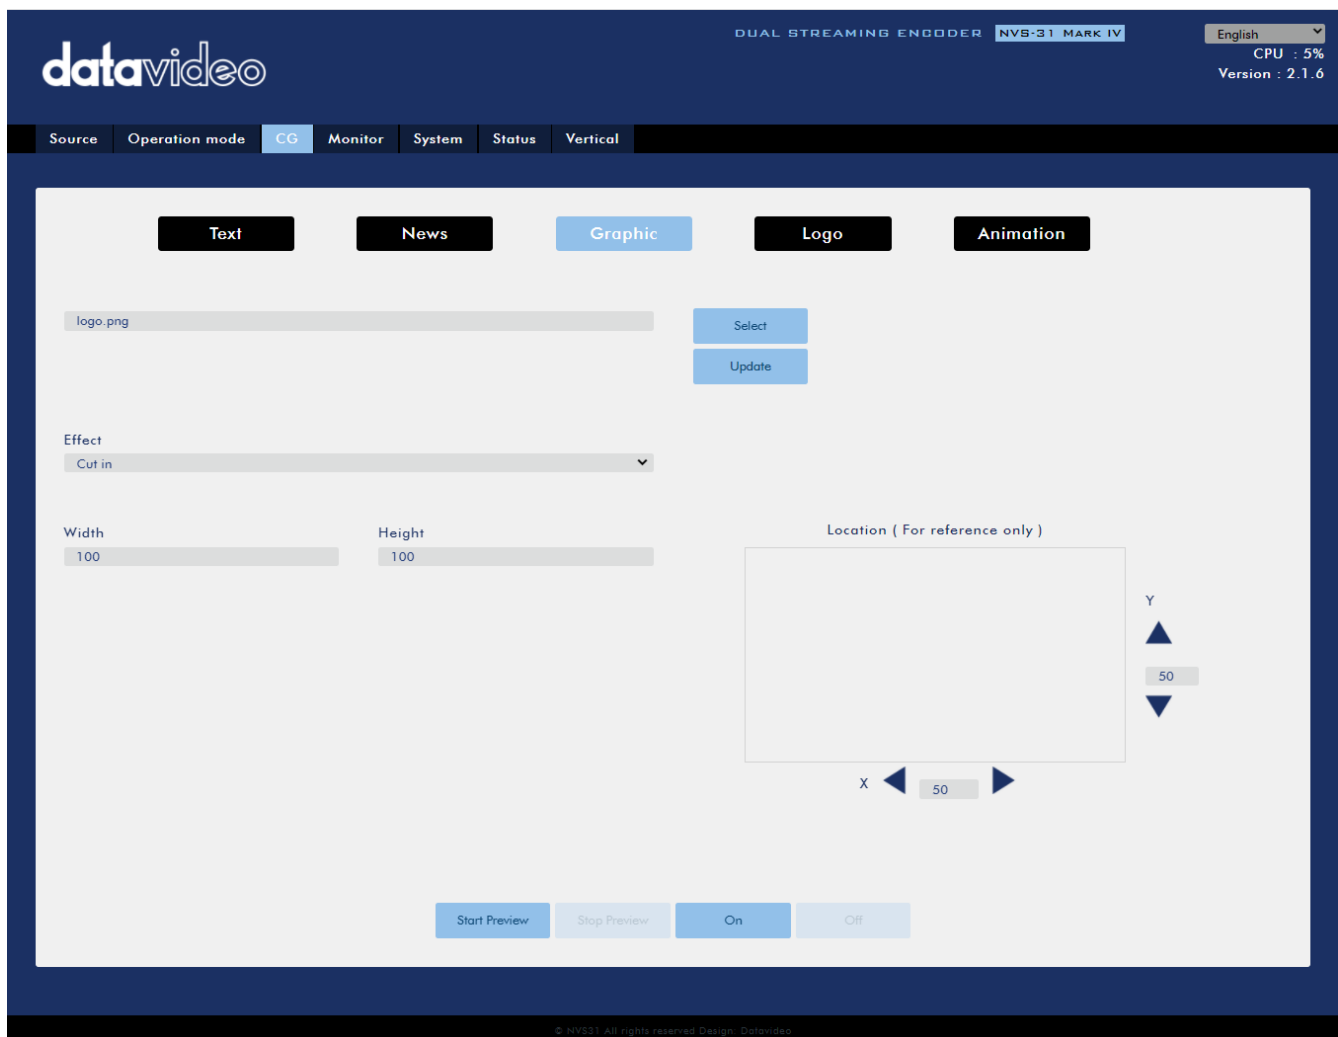 DUAL STREAMING ENCODER NVS-31 MARK IV
English
CPU : 5%
Version : 2.1.6
datavideo
Source Operation mode CG Monitor System Status Vertical
Text News Graphic Logo Animation
logo.png
Select
Update
Effect
Cut in
Width Height
100 100
Location ( For reference only )
Y
50
X 50
Start Preview Stop Preview On Off
© NVS31 All rights reserved Design: Datavideo